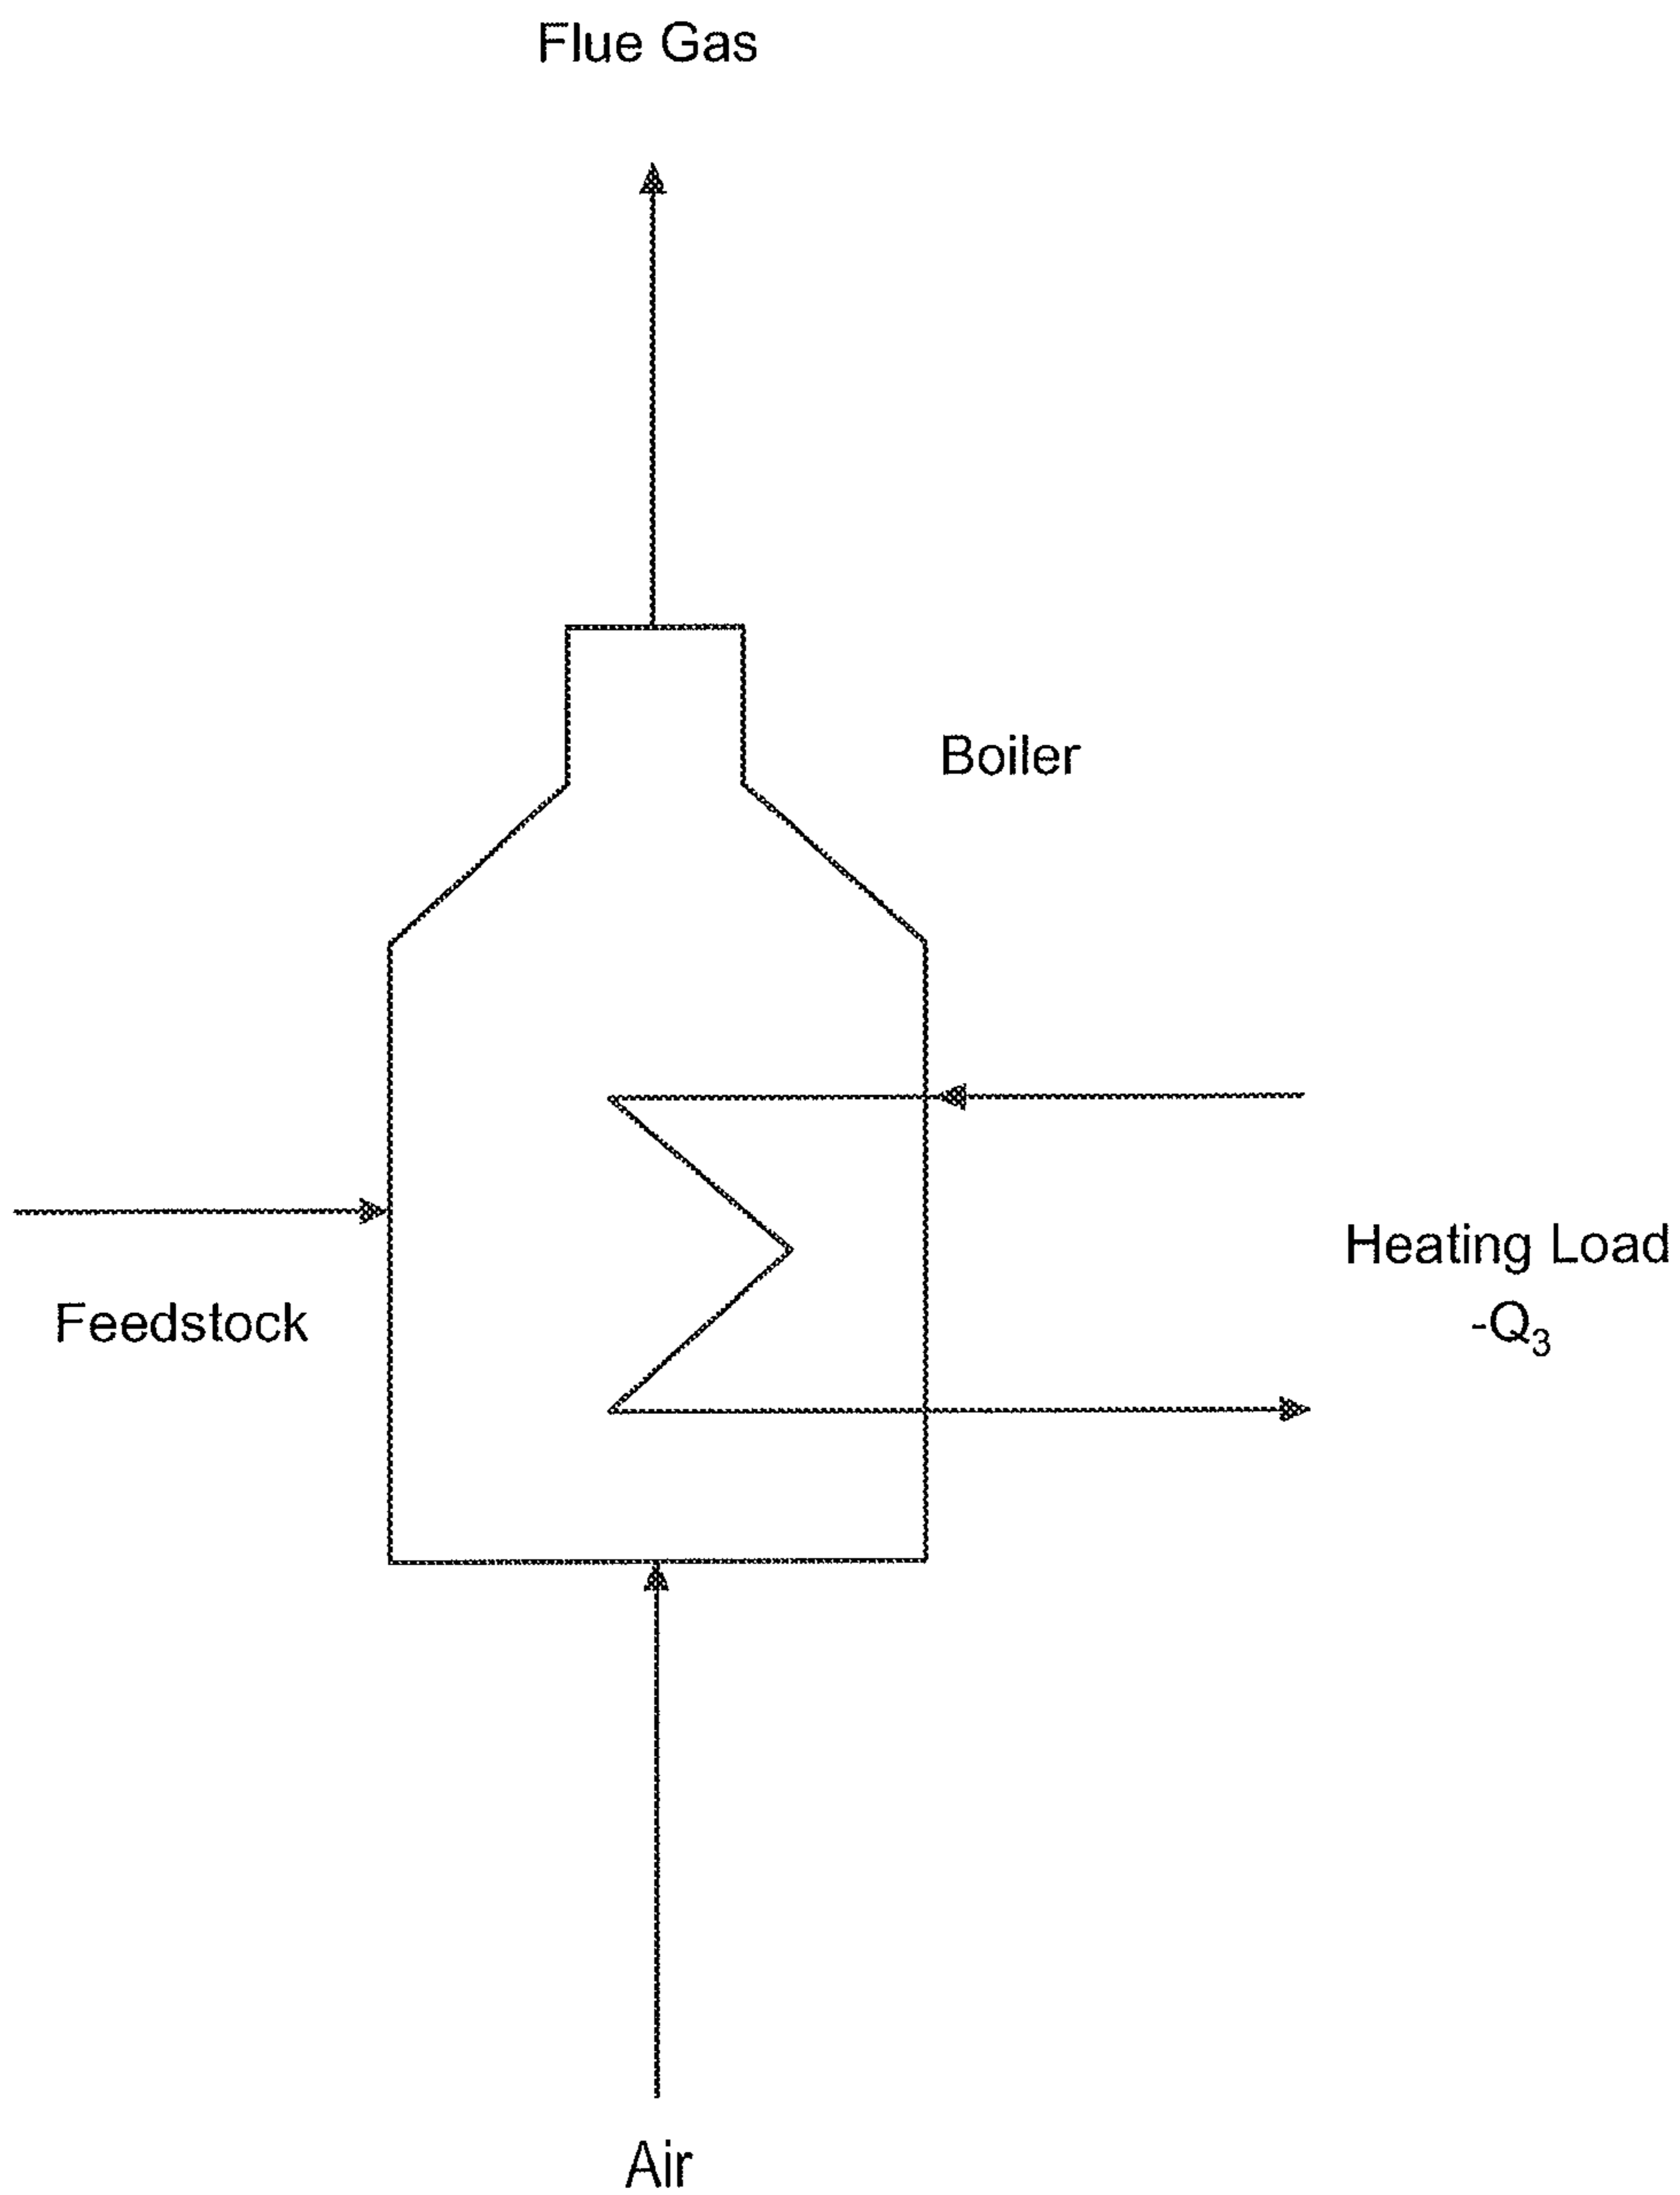 Flue Gas
Boiler
Feedstock
Heating Load
-Q₃
Air